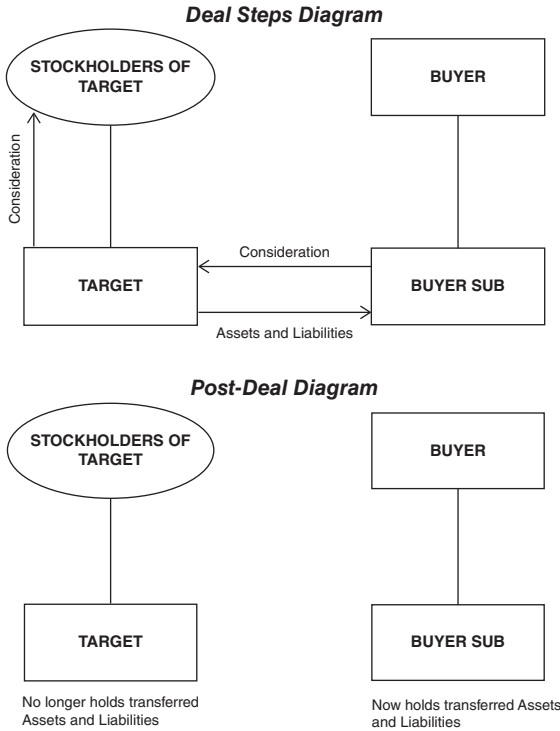 Deal Steps Diagram
STOCKHOLDERS OF
TARGET
BUYER
Consideration
Consideration
TARGET
BUYER SUB
Assets and Liabilities
Post-Deal Diagram
STOCKHOLDERS OF
TARGET
BUYER
TARGET
BUYER SUB
No longer holds transferred
Assets and Liabilities
Now holds transferred Assets
and Liabilities